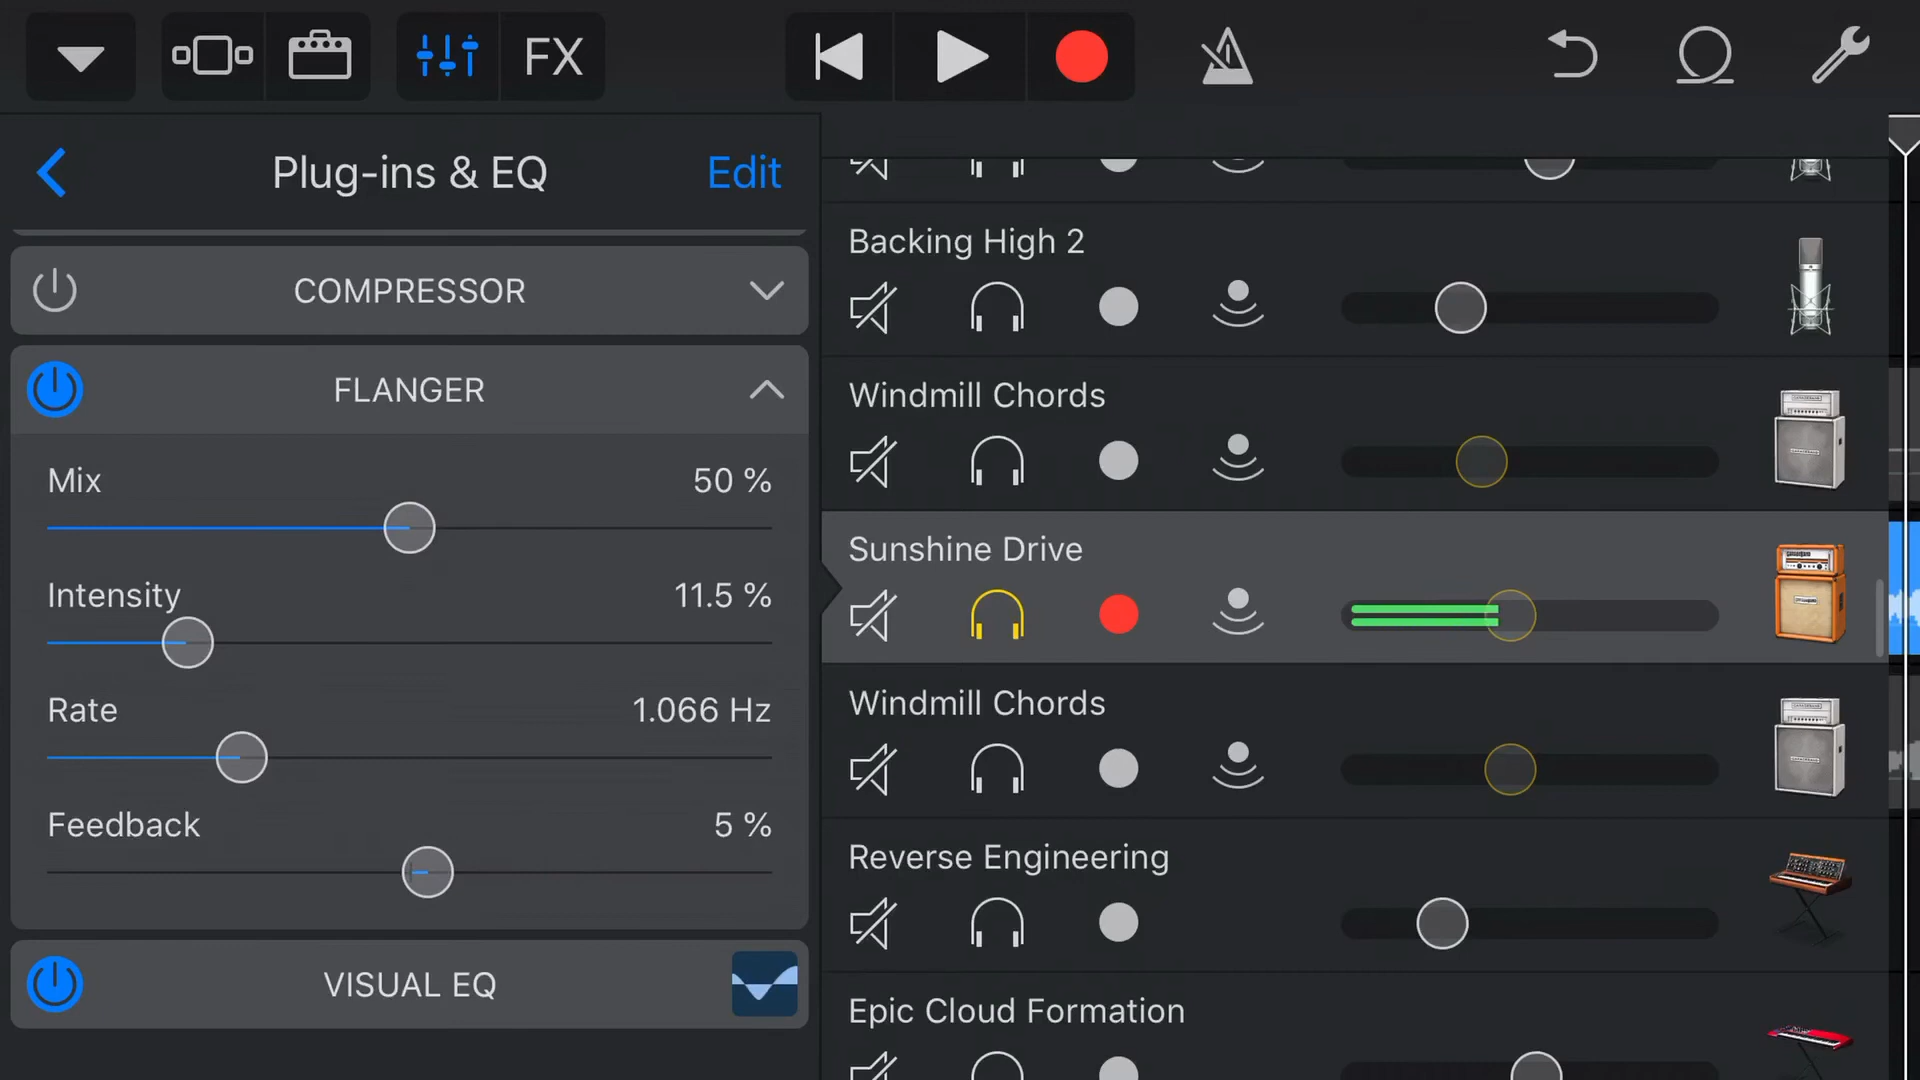 FX
Plug-ins & EQ
Edit
COMPRESSOR
FLANGER
Mix
50 %
Intensity
11.5 %
Rate
1.066 Hz
Feedback
5 %
VISUAL EQ
Backing High 2
Windmill Chords
Sunshine Drive
Windmill Chords
Reverse Engineering
Epic Cloud Formation